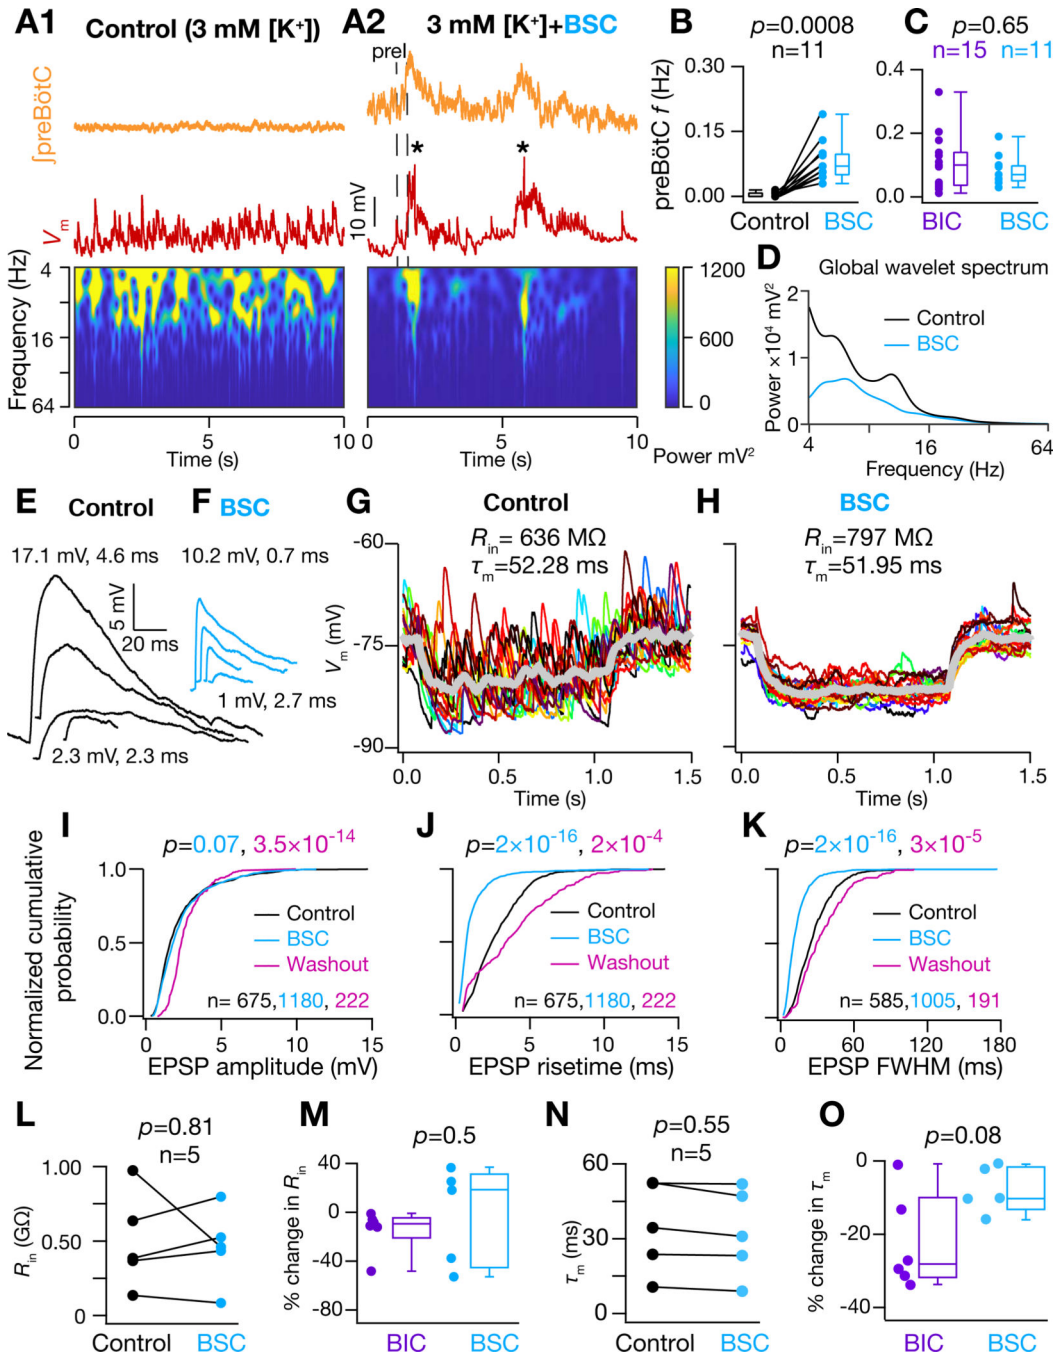 A1 Control (3 mM [K⁺])
∫preBötC
Vm
Frequency (Hz)
4
16
64
0 5 10
Time (s)
A2 3 mM [K⁺]+BSC
preI
* *
10 mV
0 5 10
Time (s)
1200
600
0
Power mV²
B
p=0.0008
n=11
preBötC f (Hz)
0.30
0.15
0.00
Control BSC
C
p=0.65
n=15 n=11
0.4
0.2
0.0
BIC BSC
D Global wavelet spectrum
Power ×10⁴ mV²
2
1
0
Control
BSC
4 16 64
Frequency (Hz)
E Control
17.1 mV, 4.6 ms
5 mV
20 ms
2.3 mV, 2.3 ms
F BSC
10.2 mV, 0.7 ms
1 mV, 2.7 ms
G Control
Rin= 636 MΩ
τm=52.28 ms
Vm (mV)
-60
-75
-90
0.0 0.5 1.0 1.5
Time (s)
H BSC
Rin=797 MΩ
τm=51.95 ms
0.0 0.5 1.0 1.5
Time (s)
I
p=0.07, 3.5×10⁻¹⁴
Normalized cumulative
probability
1.0
0.5
0.0
Control
BSC
Washout
n= 675,1180, 222
0 5 10 15
EPSP amplitude (mV)
J
p=2×10⁻¹⁶, 2×10⁻⁴
Control
BSC
Washout
n= 675,1180, 222
0 5 10 15
EPSP risetime (ms)
K
p=2×10⁻¹⁶, 3×10⁻⁵
Control
BSC
Washout
n= 585,1005, 191
0 60 120 180
EPSP FWHM (ms)
L
p=0.81
n=5
Rin (GΩ)
1.00
0.50
0
Control BSC
M
p=0.5
% change in Rin
40
0
-40
-80
BIC BSC
N
p=0.55
n=5
τm (ms)
60
30
0
Control BSC
O
p=0.08
% change in τm
0
-20
-40
BIC BSC